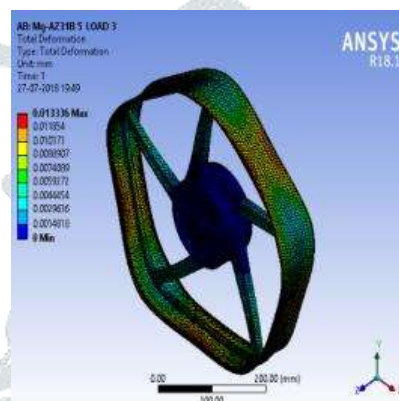 AB: Mg-AZ31B S LOAD 3
Total Deformation
Type: Total Deformation
Unit: mm
Time: 1
27-07-2018 19:49
ANSYS
R18.1
0.013336 Max
0.011854
0.010373
0.0088907
0.0074089
0.0059272
0.0044454
0.0029636
0.0014818
0 Min
0.00
200.00 (mm)
100.00
Y
Z
X